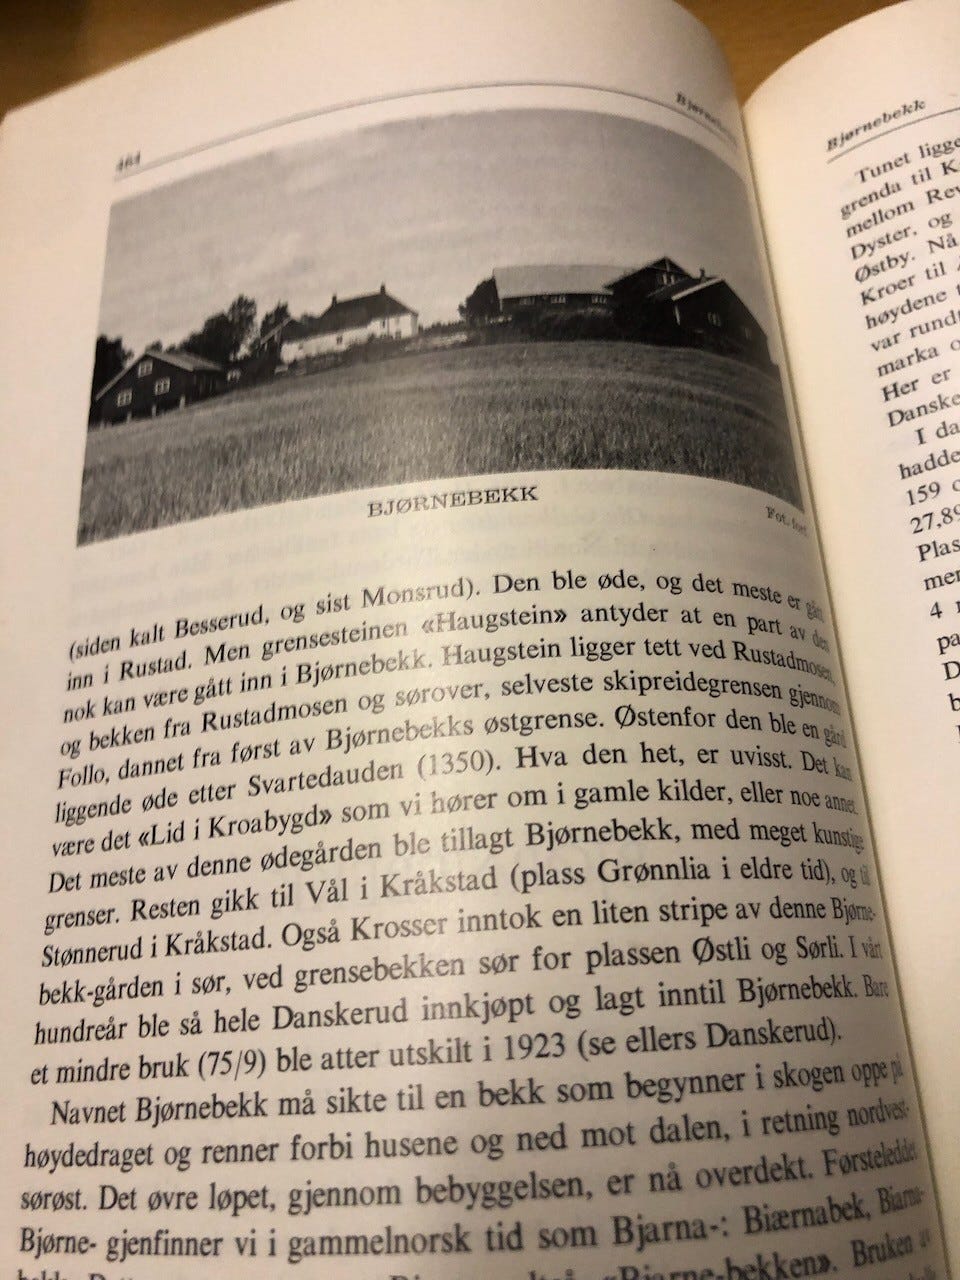 464
BJØRNEBEKK
Fot. forf.
(siden kalt Besserud, og sist Monsrud). Den ble øde, og det meste er gått
inn i Rustad. Men grensesteinen «Haugstein» antyder at en part av den
nok kan være gått inn i Bjørnebekk. Haugstein ligger tett ved Rustadmosen,
og bekken fra Rustadmosen og sørover, selveste skipreidegrensen gjennom
Follo, dannet fra først av Bjørnebekks østgrense. Østenfor den ble en gård
liggende øde etter Svartedauden (1350). Hva den het, er uvisst. Det kan
være det «Lid i Kroabygd» som vi hører om i gamle kilder, eller noe annet.
Det meste av denne ødegården ble tillagt Bjørnebekk, med meget kunstige
grenser. Resten gikk til Vål i Kråkstad (plass Grønnlia i eldre tid), og til
Stønnerud i Kråkstad. Også Krosser inntok en liten stripe av denne Bjørne-
bekk-gården i sør, ved grensebekken sør for plassen Østli og Sørli. I vårt
hundreår ble så hele Danskerud innkjøpt og lagt inntil Bjørnebekk. Bare
et mindre bruk (75/9) ble atter utskilt i 1923 (se ellers Danskerud).
Navnet Bjørnebekk må sikte til en bekk som begynner i skogen oppe på
høydedraget og renner forbi husene og ned mot dalen, i retning nordvest-
sørøst. Det øvre løpet, gjennom bebyggelsen, er nå overdekt. Førsteleddet
Bjørne- gjenfinner vi i gammelnorsk tid som Bjarna-: Biærnabek, Biarna-
«Bjarne-bekken». Bruken av
Bjørnebekk
Tunet ligge
grenda til
mellom
Dyster, og
Østby. Nå
Kroer til
høydene
var rundt
marka
Her er
Danske
I da
hadde
159
27,89
Plas
mer
4
pa
D
b